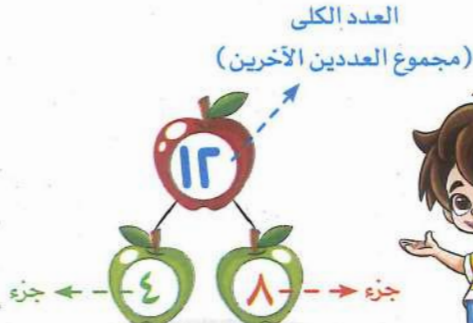 العدد الكلى
(مجموع العددين الآخرين)
١٢
جزء ٨
٤ جزء